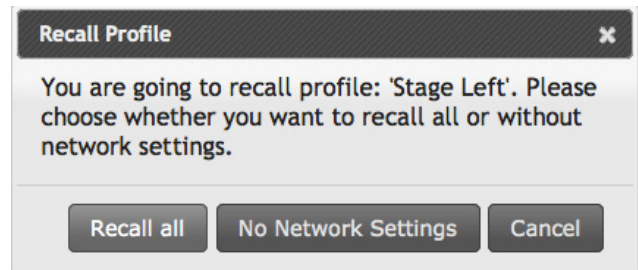 Recall Profile
You are going to recall profile: 'Stage Left'. Please
choose whether you want to recall all or without
network settings.
Recall all No Network Settings Cancel